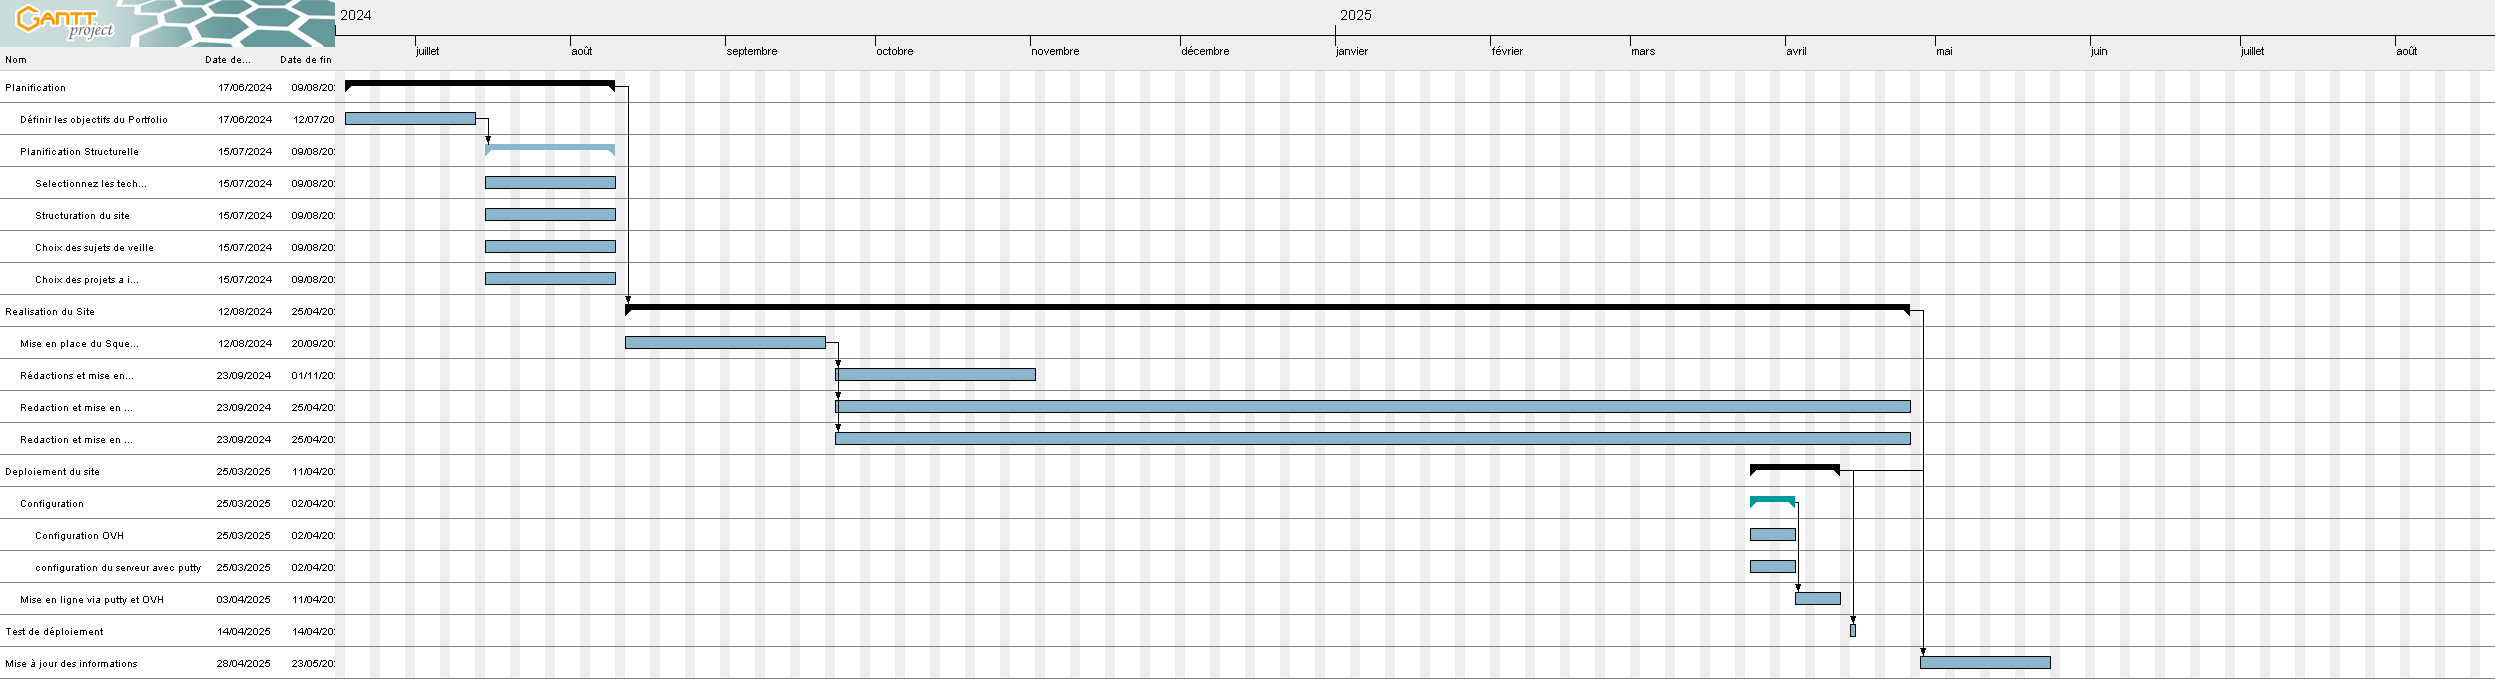 GANTT
project
2024
2025
juillet août septembre octobre novembre décembre janvier février mars avril mai juin juillet août
Nom Date de... Date de fin
Planification 17/06/2024 09/08/20
Définir les objectifs du Portfolio 17/06/2024 12/07/20
Planification Structurelle 15/07/2024 09/08/20
Selectionnez les tech... 15/07/2024 09/08/20
Structuration du site 15/07/2024 09/08/20
Choix des sujets de veille 15/07/2024 09/08/20
Choix des projets a i... 15/07/2024 09/08/20
Realisation du Site 12/08/2024 25/04/20
Mise en place du Sque... 12/08/2024 20/09/20
Rédactions et mise en... 23/09/2024 01/11/20
Redaction et mise en ... 23/09/2024 25/04/20
Redaction et mise en ... 23/09/2024 25/04/20
Deploiement du site 25/03/2025 11/04/20
Configuration 25/03/2025 02/04/20
Configuration OVH 25/03/2025 02/04/20
configuration du serveur avec putty 25/03/2025 02/04/20
Mise en ligne via putty et OVH 03/04/2025 11/04/20
Test de déploiement 14/04/2025 14/04/20
Mise à jour des informations 28/04/2025 23/05/20